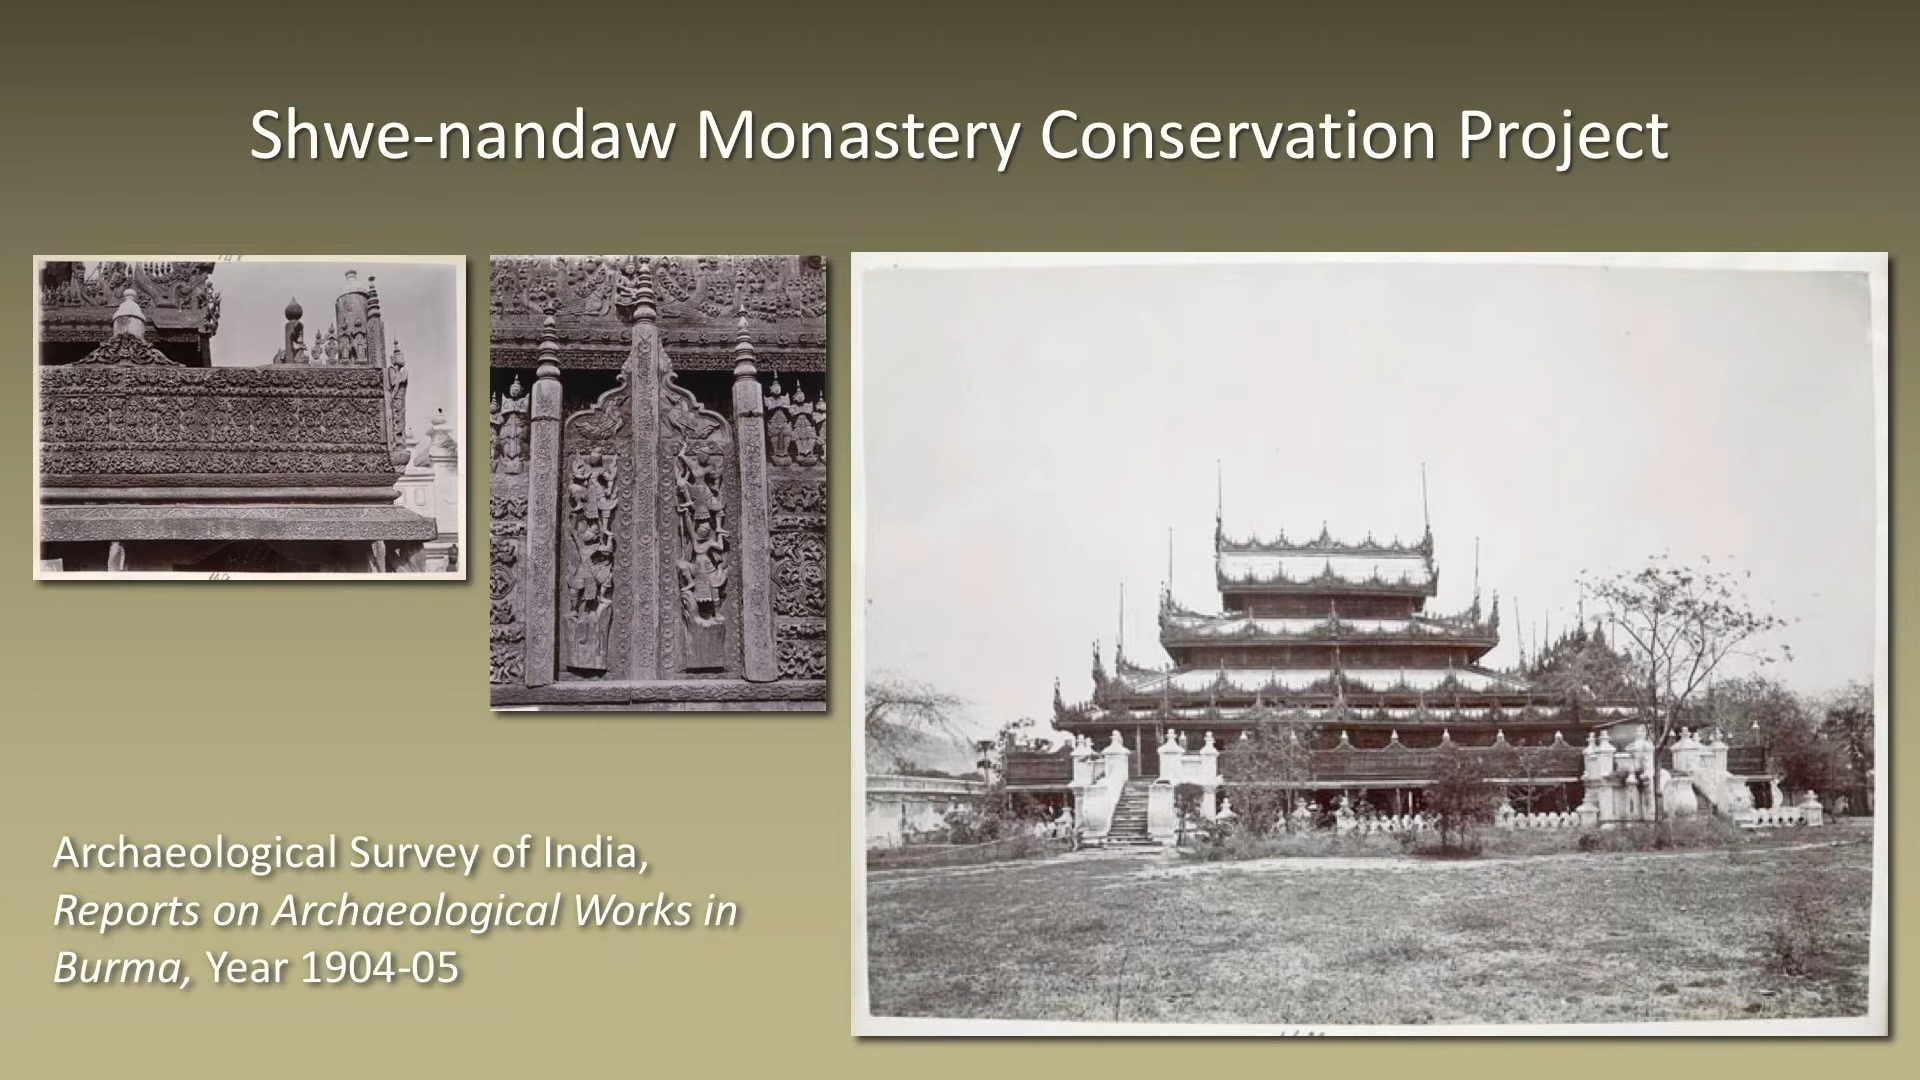 Shwe-nandaw Monastery Conservation Project
Archaeological Survey of India,
Reports on Archaeological Works in
Burma, Year 1904-05